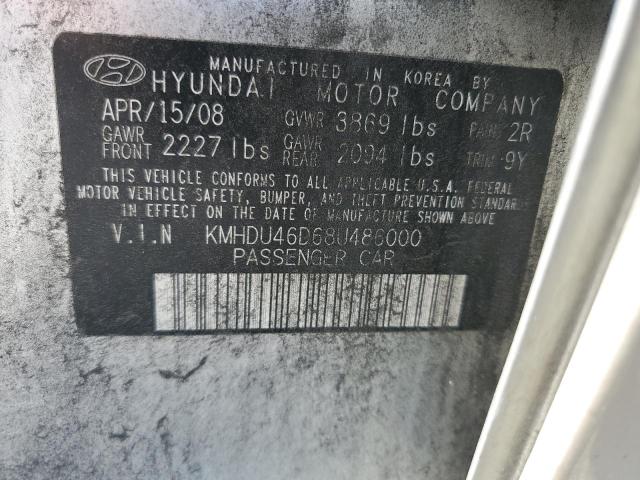 MANUFACTURED IN KOREA BY
HYUNDAI MOTOR COMPANY
APR/15/08 GVWR 3869 lbs PAINT 2R
GAWR FRONT 2227 lbs GAWR REAR 2094 lbs TRIM 9Y
THIS VEHICLE CONFORMS TO ALL APPLICABLE U.S.A. FEDERAL
MOTOR VEHICLE SAFETY, BUMPER, AND THEFT PREVENTION STANDARDS
IN EFFECT ON THE DATE OF MANUFACTURE SHOWN ABOVE
V.I.N KMHDU46D68U486000
PASSENGER CAR